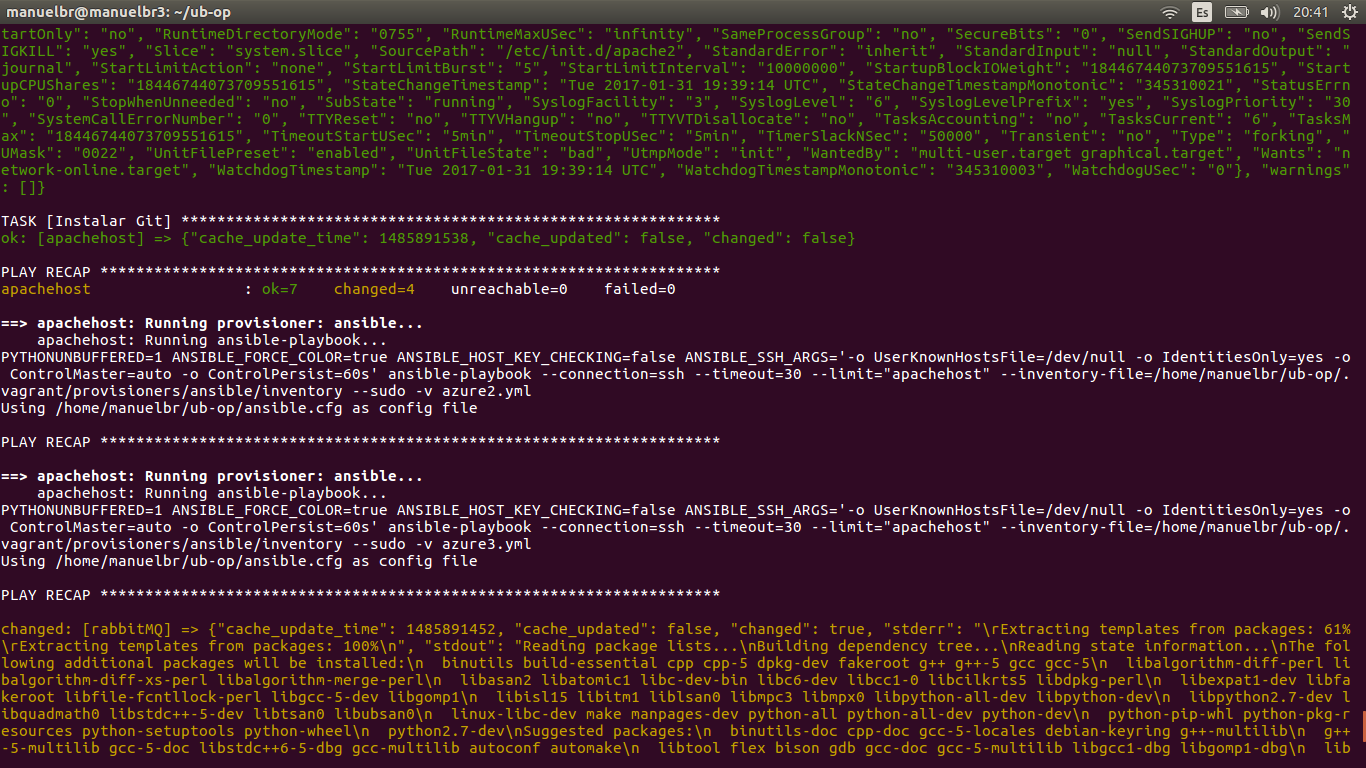 manuelbr@manuelbr3: ~/ub-op
Es
20:41
tartOnly": "no", "RuntimeDirectoryMode": "0755", "RuntimeMaxUSec": "infinity", "SameProcessGroup": "no", "SecureBits": "0", "SendSIGHUP": "no", "SendS
IGKILL": "yes", "Slice": "system.slice", "SourcePath": "/etc/init.d/apache2", "StandardError": "inherit", "StandardInput": "null", "StandardOutput": "
journal", "StartLimitAction": "none", "StartLimitBurst": "5", "StartLimitInterval": "10000000", "StartupBlockIOWeight": "18446744073709551615", "Start
upCPUShares": "18446744073709551615", "StateChangeTimestamp": "Tue 2017-01-31 19:39:14 UTC", "StateChangeTimestampMonotonic": "345310021", "StatusErrn
o": "0", "StopWhenUnneeded": "no", "SubState": "running", "SyslogFacility": "3", "SyslogLevel": "6", "SyslogLevelPrefix": "yes", "SyslogPriority": "30
", "SystemCallErrorNumber": "0", "TTYReset": "no", "TTYVHangup": "no", "TTYVTDisallocate": "no", "TasksAccounting": "no", "TasksCurrent": "6", "TasksM
ax": "18446744073709551615", "TimeoutStartUSec": "5min", "TimeoutStopUSec": "5min", "TimerSlackNSec": "50000", "Transient": "no", "Type": "forking", "
UMask": "0022", "UnitFilePreset": "enabled", "UnitFileState": "bad", "UtmpMode": "init", "WantedBy": "multi-user.target graphical.target", "Wants": "n
etwork-online.target", "WatchdogTimestamp": "Tue 2017-01-31 19:39:14 UTC", "WatchdogTimestampMonotonic": "345310003", "WatchdogUSec": "0"}, "warnings"
: []}
TASK [Instalar Git] ************************************************************
ok: [apachehost] => {"cache_update_time": 1485891538, "cache_updated": false, "changed": false}
PLAY RECAP *********************************************************************
apachehost                 : ok=7    changed=4    unreachable=0    failed=0
==> apachehost: Running provisioner: ansible...
    apachehost: Running ansible-playbook...
PYTHONUNBUFFERED=1 ANSIBLE_FORCE_COLOR=true ANSIBLE_HOST_KEY_CHECKING=false ANSIBLE_SSH_ARGS='-o UserKnownHostsFile=/dev/null -o IdentitiesOnly=yes -o
 ControlMaster=auto -o ControlPersist=60s' ansible-playbook --connection=ssh --timeout=30 --limit="apachehost" --inventory-file=/home/manuelbr/ub-op/.
vagrant/provisioners/ansible/inventory --sudo -v azure2.yml
Using /home/manuelbr/ub-op/ansible.cfg as config file
PLAY RECAP *********************************************************************
==> apachehost: Running provisioner: ansible...
    apachehost: Running ansible-playbook...
PYTHONUNBUFFERED=1 ANSIBLE_FORCE_COLOR=true ANSIBLE_HOST_KEY_CHECKING=false ANSIBLE_SSH_ARGS='-o UserKnownHostsFile=/dev/null -o IdentitiesOnly=yes -o
 ControlMaster=auto -o ControlPersist=60s' ansible-playbook --connection=ssh --timeout=30 --limit="apachehost" --inventory-file=/home/manuelbr/ub-op/.
vagrant/provisioners/ansible/inventory --sudo -v azure3.yml
Using /home/manuelbr/ub-op/ansible.cfg as config file
PLAY RECAP *********************************************************************
changed: [rabbitMQ] => {"cache_update_time": 1485891452, "cache_updated": false, "changed": true, "stderr": "\rExtracting templates from packages: 61%
\rExtracting templates from packages: 100%\n", "stdout": "Reading package lists...\nBuilding dependency tree...\nReading state information...\nThe fol
lowing additional packages will be installed:\n  binutils build-essential cpp cpp-5 dpkg-dev fakeroot g++ g++-5 gcc gcc-5\n  libalgorithm-diff-perl li
balgorithm-diff-xs-perl libalgorithm-merge-perl\n  libasan2 libatomic1 libc-dev-bin libc6-dev libcc1-0 libcilkrts5 libdpkg-perl\n  libexpat1-dev libfa
keroot libfile-fcntllock-perl libgcc-5-dev libgomp1\n  libisl15 libitm1 liblsan0 libmpc3 libmpx0 libpython-all-dev libpython-dev\n  libpython2.7-dev l
ibquadmath0 libstdc++-5-dev libtsan0 libubsan0\n  linux-libc-dev make manpages-dev python-all python-all-dev python-dev\n  python-pip-whl python-pkg-r
esources python-setuptools python-wheel\n  python2.7-dev\nSuggested packages:\n  binutils-doc cpp-doc gcc-5-locales debian-keyring g++-multilib\n  g++
-5-multilib gcc-5-doc libstdc++6-5-dbg gcc-multilib autoconf automake\n  libtool flex bison gdb gcc-doc gcc-5-multilib libgcc1-dbg libgomp1-dbg\n  lib